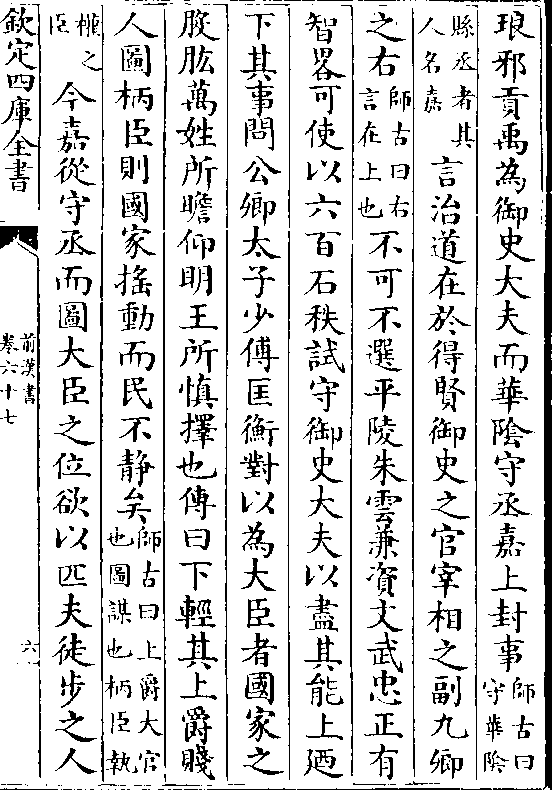 琅邪貢禹為御史大夫而華隂守丞嘉上封事師古曰守華隂
縣丞者其人名嘉言治道在於得賢御史之官宰相之副九卿
之右師古曰右言在上也不可不選平陵朱雲兼資文武忠正有
智畧可使以六百石秩試守御史大夫以盡其能上廼
下其事問公卿太子少傅匡衡對以為大臣者國家之
股肱萬姓所瞻仰明王所慎擇也傳曰下輕其上爵賤
人圖柄臣則國家揺動而民不靜矣師古曰上爵大官也圖謀也柄臣執
權之臣今嘉從守丞而圖大臣之位欲以匹夫徒步之人
欽定四庫全書
前漢書
卷六十七
六